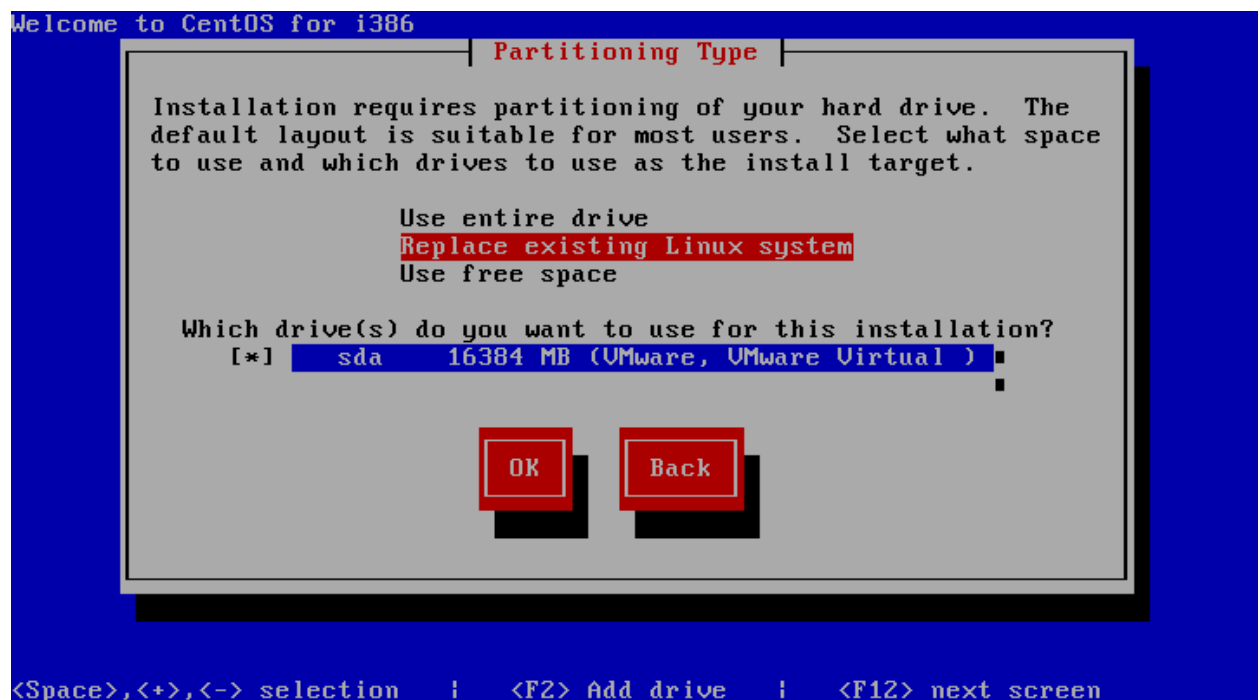 Welcome to CentOS for i386
Partitioning Type
Installation requires partitioning of your hard drive.  The
default layout is suitable for most users.  Select what space
to use and which drives to use as the install target.
Use entire drive
Replace existing Linux system
Use free space
Which drive(s) do you want to use for this installation?
[*]    sda    16384 MB (VMware, VMware Virtual )
OK    Back
<Space>,<+>,<-> selection   |   <F2> Add drive   |   <F12> next screen